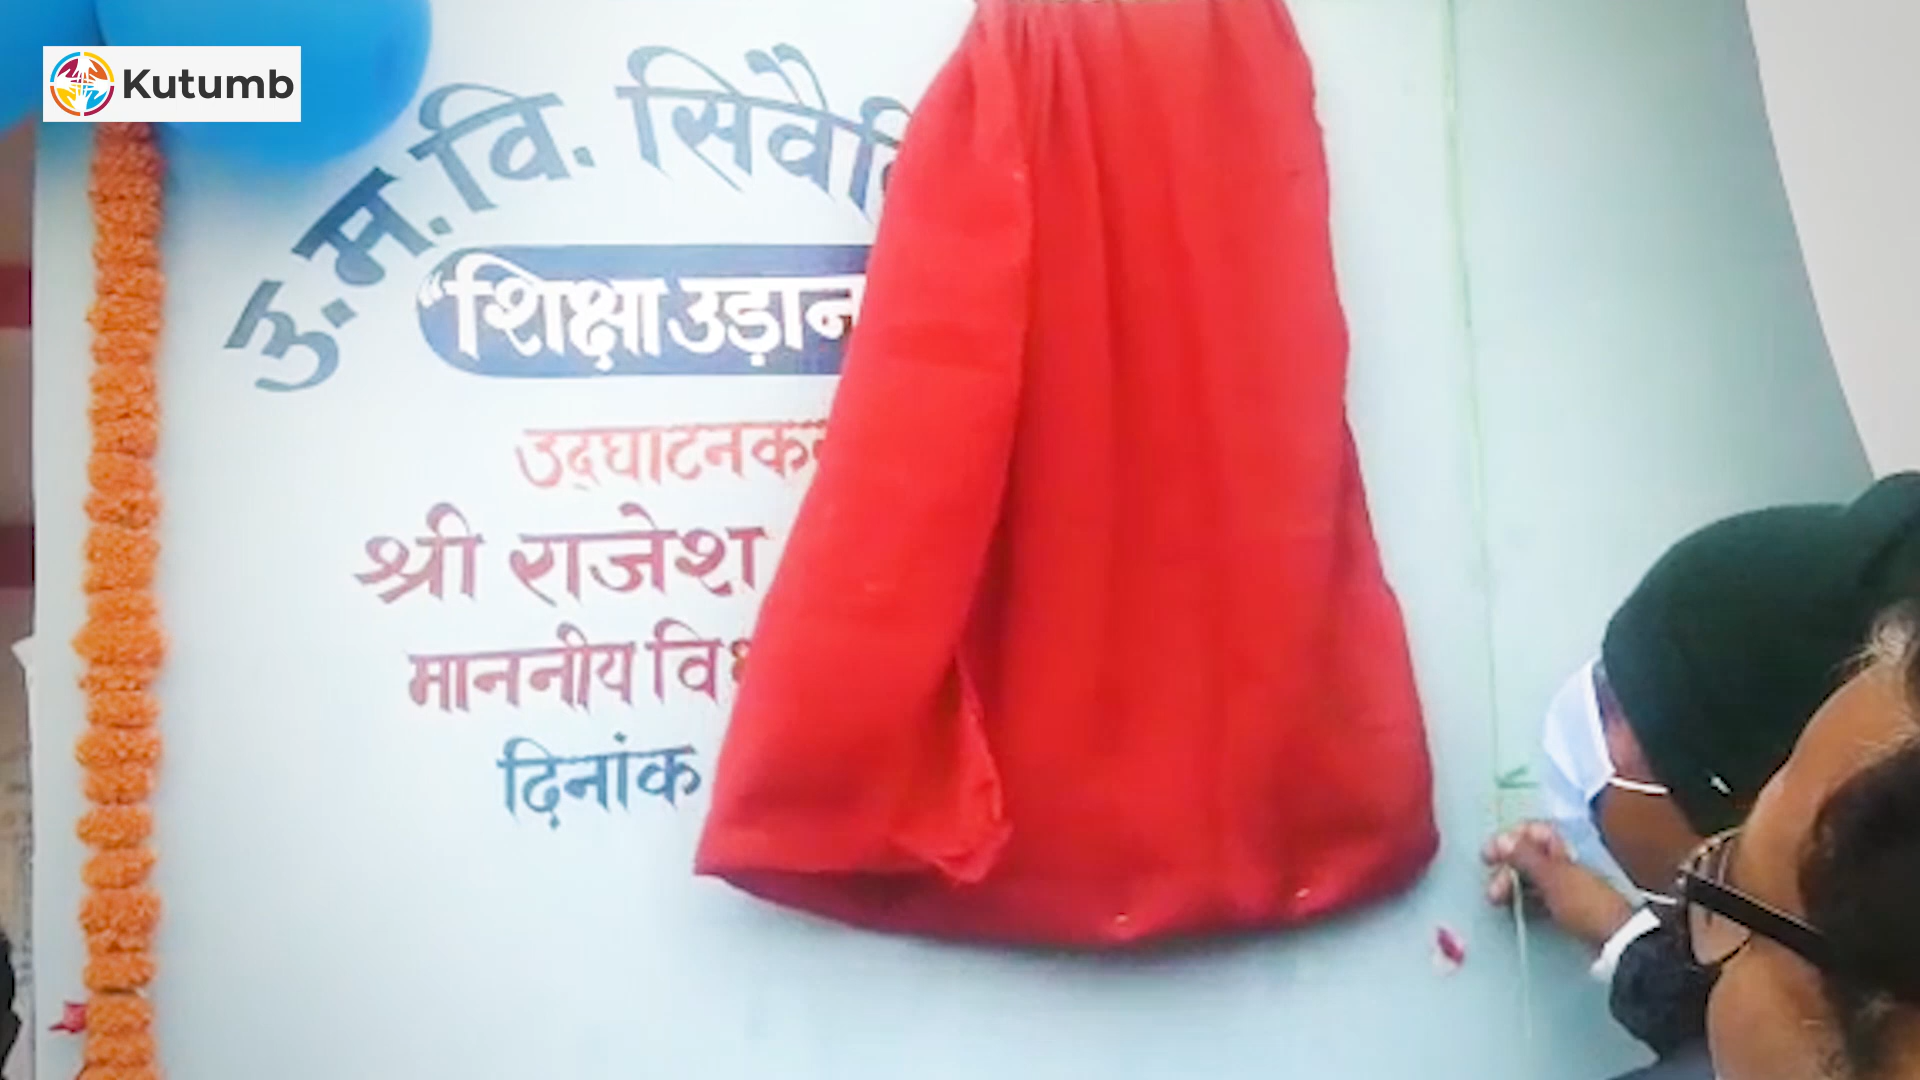 Kutumb
उ.म.वि. सिवै
"शिक्षा उड़ान
उद्घाटनक
श्री राजेश
माननीय वि
दिनांक